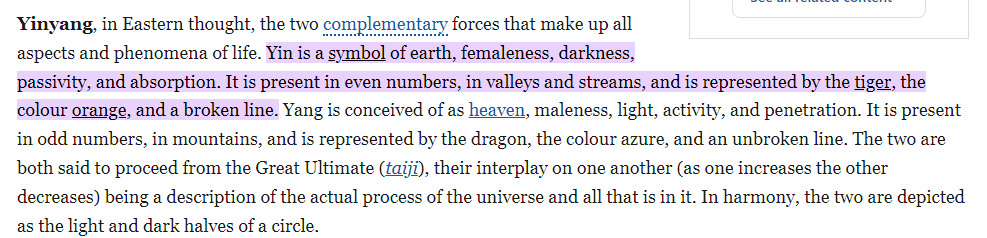 See all related content
Yinyang, in Eastern thought, the two complementary forces that make up all
aspects and phenomena of life. Yin is a symbol of earth, femaleness, darkness,
passivity, and absorption. It is present in even numbers, in valleys and streams, and is represented by the tiger, the
colour orange, and a broken line. Yang is conceived of as heaven, maleness, light, activity, and penetration. It is present
in odd numbers, in mountains, and is represented by the dragon, the colour azure, and an unbroken line. The two are
both said to proceed from the Great Ultimate (taiji), their interplay on one another (as one increases the other
decreases) being a description of the actual process of the universe and all that is in it. In harmony, the two are depicted
as the light and dark halves of a circle.